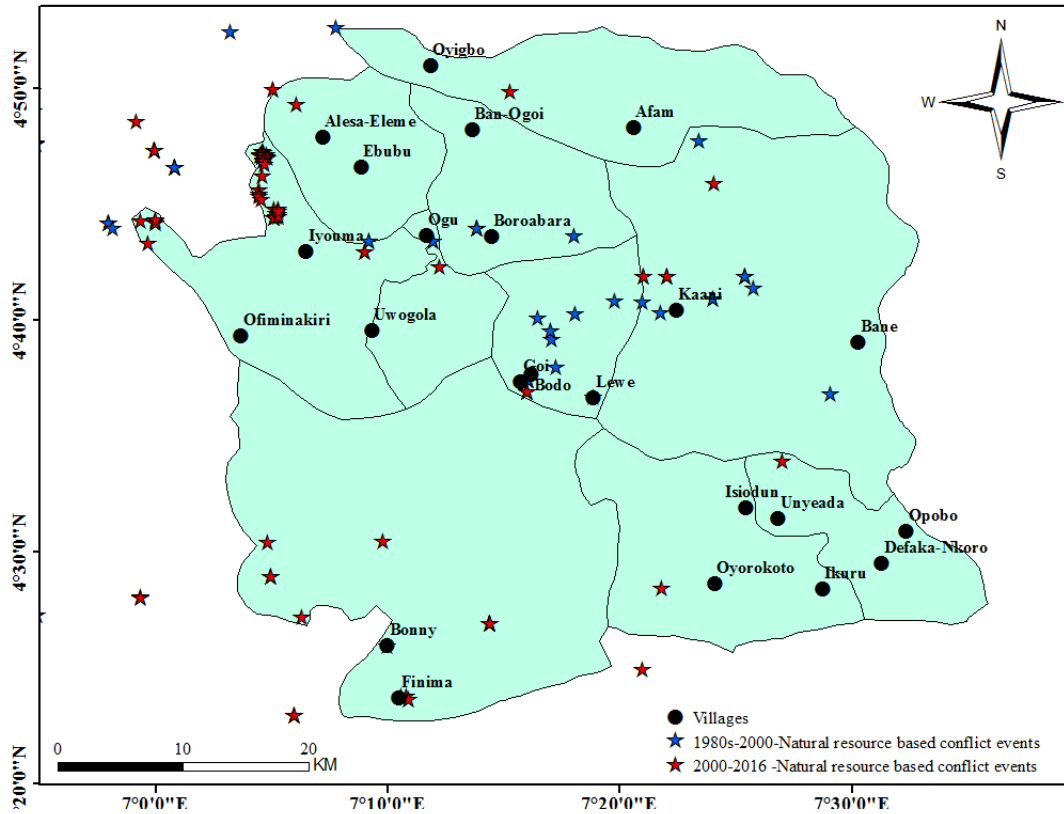 N
W
S
Oyigbo
4°50'0"N
Alesa-Eleme
Ban-Ogoi
Afam
Ebubu
Ogu
Boroabara
Iyouma
Kaani
4°40'0"N
Ofiminakiri
Uwogola
Bane
Goi
Bodo
Lewe
Isiodun
Unyeada
Opobo
4°30'0"N
Defaka-Nkoro
Oyorokoto
Ikuru
Bonny
Finima
Villages
1980s-2000-Natural resource based conflict events
2000-2016 -Natural resource based conflict events
0 10 20
KM
°20'0"N
7°0'0"E 7°10'0"E 7°20'0"E 7°30'0"E